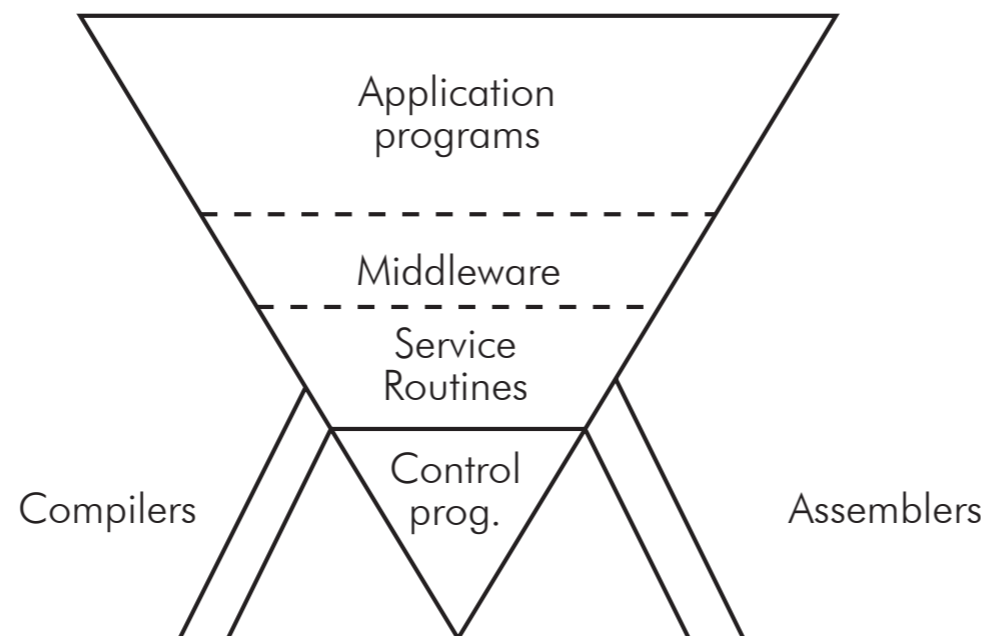 Application
programs
Middleware
Service
Routines
Control
prog.
Compilers
Assemblers